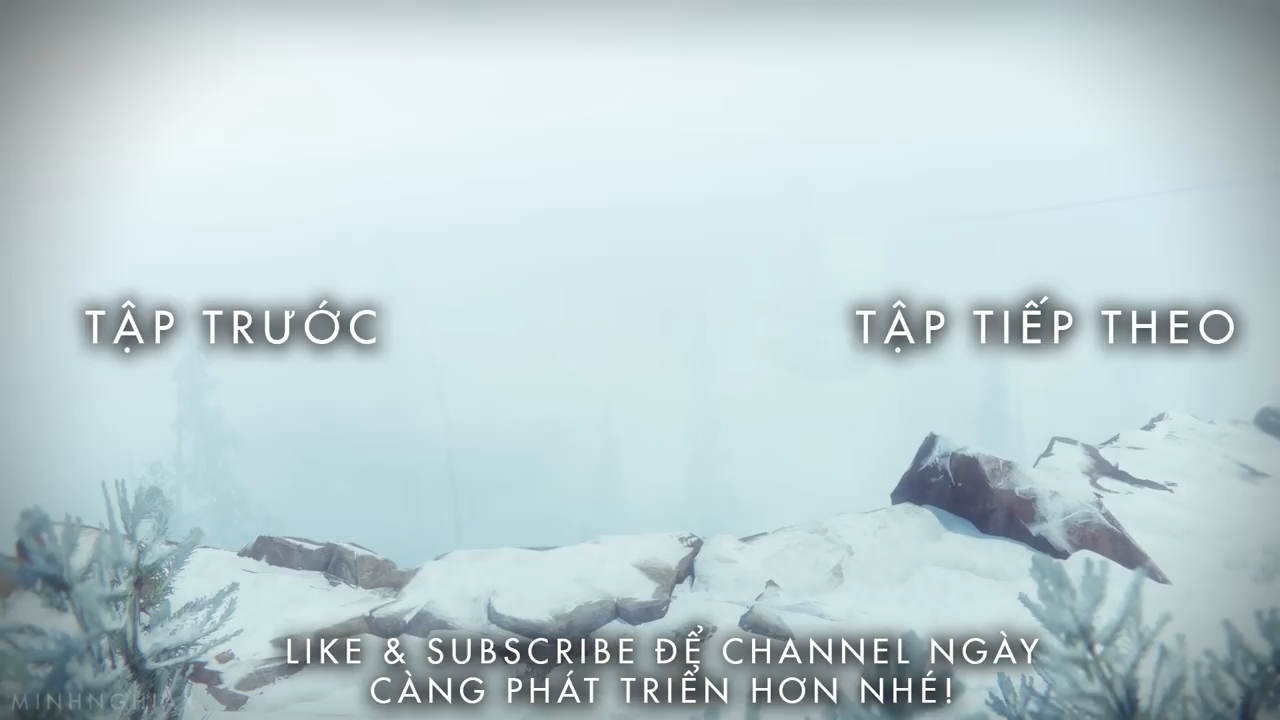 TẬP TRƯỚC
TẬP TIẾP THEO
LIKE & SUBSCRIBE ĐỂ CHANNEL NGÀY
CÀNG PHÁT TRIỂN HƠN NHÉ!